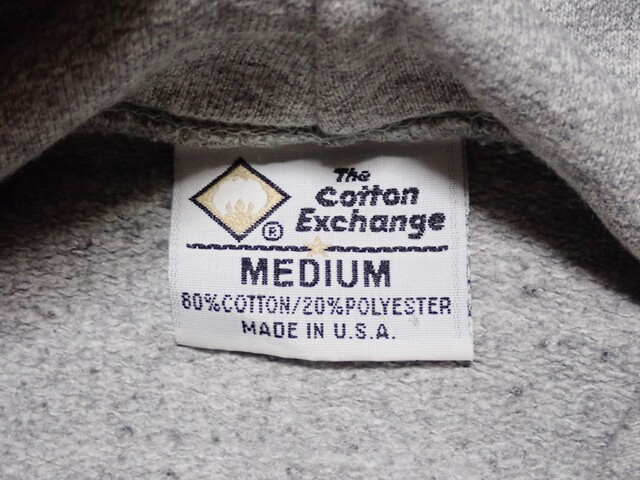 The
Cotton
Exchange
®
MEDIUM
80%COTTON/20%POLYESTER
MADE IN U.S.A.